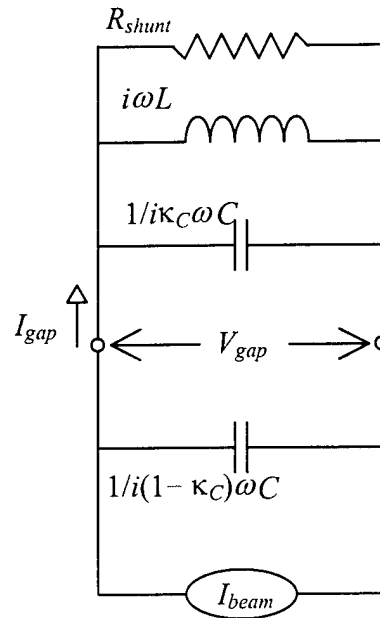 R_shunt
iωL
1/iκ_CωC
I_gap
V_gap
1/i(1− κ_C)ωC
I_beam